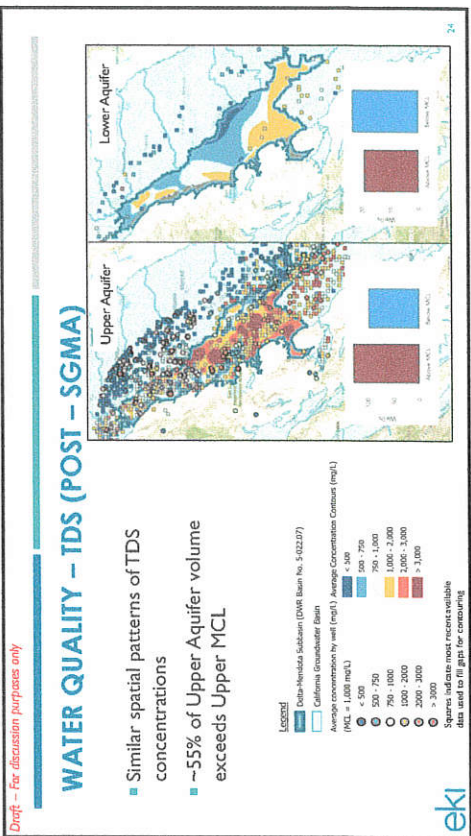 Draft – For discussion purposes only
WATER QUALITY – TDS (POST – SGMA)
Similar spatial patterns of TDS
concentrations
~55% of Upper Aquifer volume
exceeds Upper MCL
Upper Aquifer
Lower Aquifer
Legend
Delta-Mendota Subbasin (DWR Basin No. 5-022.07)
California Groundwater Basin
Average concentration by well (mg/L)
(MCL = 1,000 mg/L)
< 500
500 - 750
750 - 1000
1000 - 2000
2000 - 3000
> 3000
Average Concentration Contours (mg/L)
< 500
500 - 750
750 - 1,000
1,000 - 2,000
2,000 - 3,000
> 3,000
Squares indicate most recent available
data used to fill gaps for contouring
Above MCL
Below MCL
Above MCL
Below MCL
eki
24